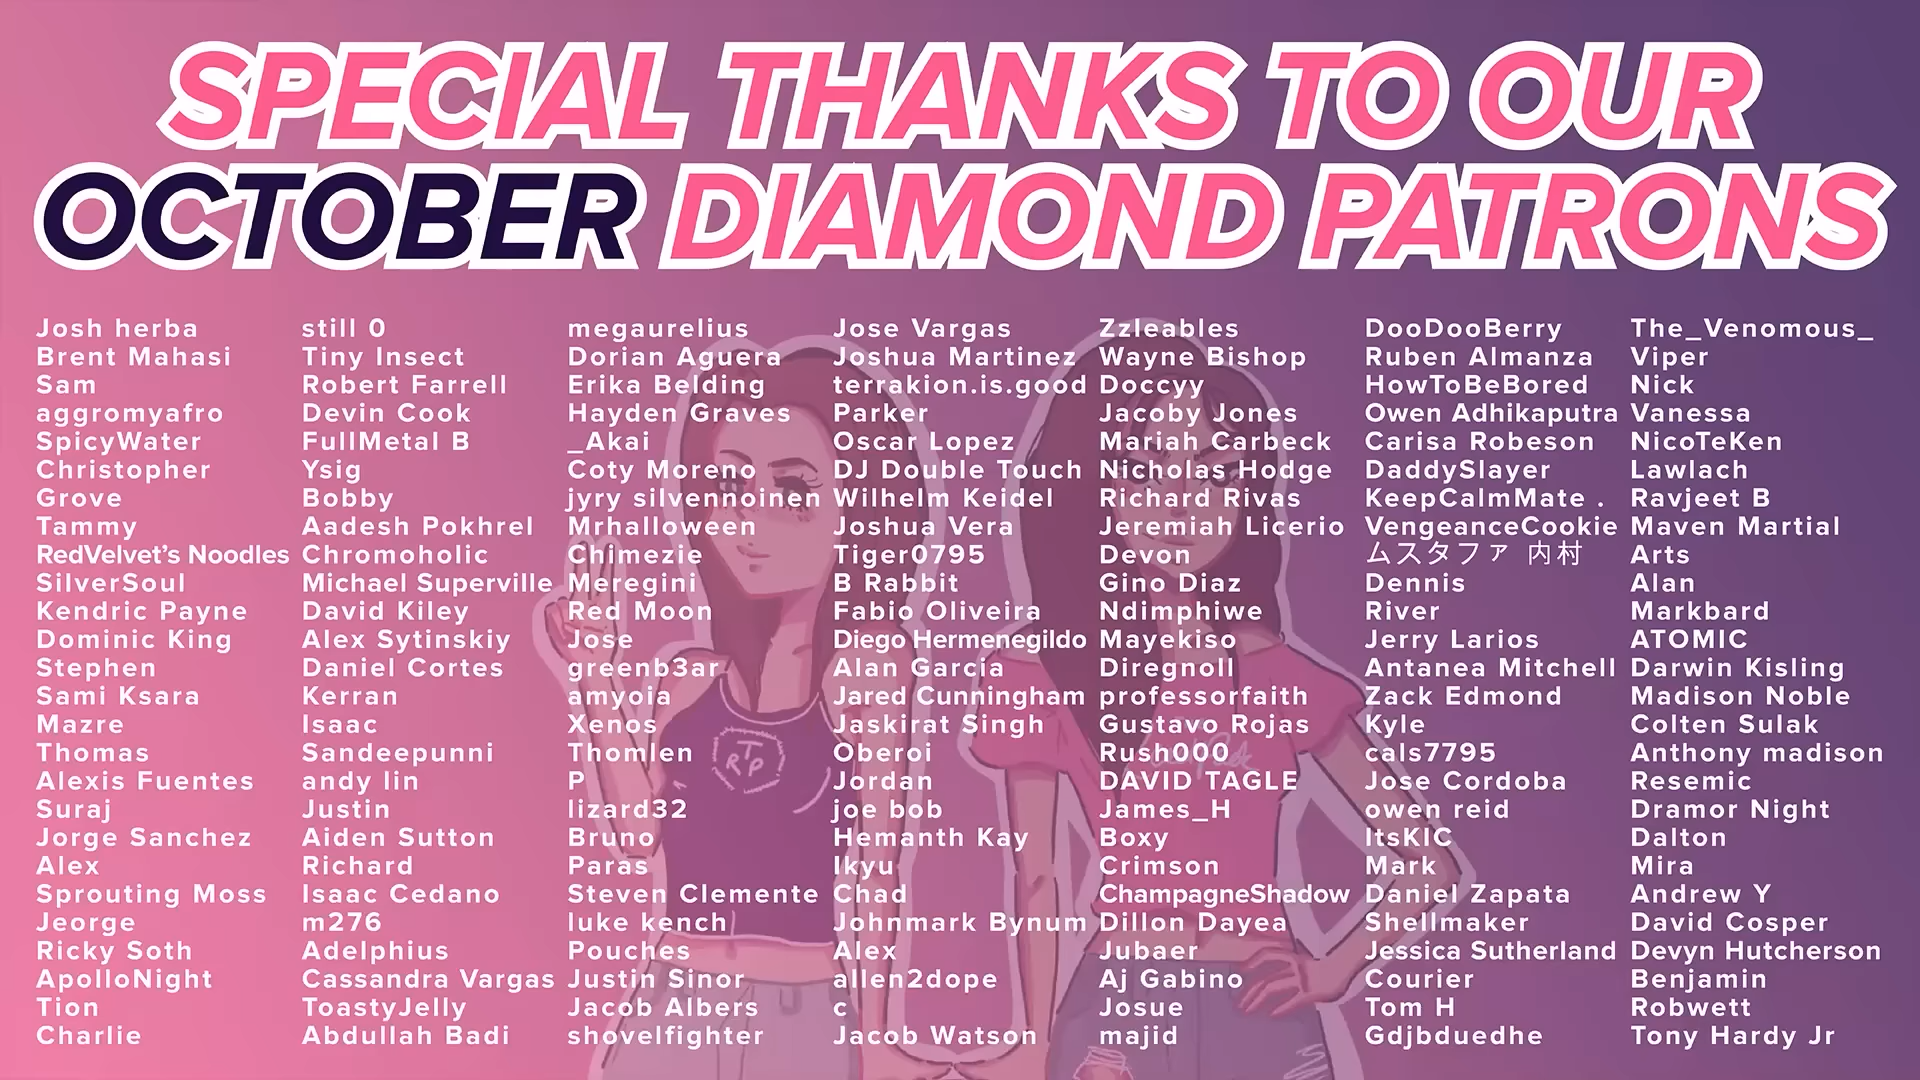 SPECIAL THANKS TO OUR
OCTOBER DIAMOND PATRONS
Josh herba
Brent Mahasi
Sam
aggromyafro
SpicyWater
Christopher
Grove
Tammy
RedVelvet’s Noodles
SilverSoul
Kendric Payne
Dominic King
Stephen
Sami Ksara
Mazre
Thomas
Alexis Fuentes
Suraj
Jorge Sanchez
Alex
Sprouting Moss
Jeorge
Ricky Soth
ApolloNight
Tion
Charlie
still 0
Tiny Insect
Robert Farrell
Devin Cook
FullMetal B
Ysig
Bobby
Aadesh Pokhrel
Chromoholic
Michael Superville
David Kiley
Alex Sytinskiy
Daniel Cortes
Kerran
Isaac
Sandeepunni
andy lin
Justin
Aiden Sutton
Richard
Isaac Cedano
m276
Adelphius
Cassandra Vargas
ToastyJelly
Abdullah Badi
megaurelius
Dorian Aguera
Erika Belding
Hayden Graves
_Akai
Coty Moreno
jyry silvennoinen
Mrhalloween
Chimezie
Meregini
Red Moon
Jose
greenb3ar
amyoia
Xenos
Thomlen
P
lizard32
Bruno
Paras
Steven Clemente
luke kench
Pouches
Justin Sinor
Jacob Albers
shovelfighter
Jose Vargas
Joshua Martinez
terrakion.is.good
Parker
Oscar Lopez
DJ Double Touch
Wilhelm Keidel
Joshua Vera
Tiger0795
B Rabbit
Fabio Oliveira
Diego Hermenegildo
Alan Garcia
Jared Cunningham
Jaskirat Singh
Oberoi
Jordan
joe bob
Hemanth Kay
Ikyu
Chad
Johnmark Bynum
Alex
allen2dope
c
Jacob Watson
Zzleables
Wayne Bishop
Doccyy
Jacoby Jones
Mariah Carbeck
Nicholas Hodge
Richard Rivas
Jeremiah Licerio
Devon
Gino Diaz
Ndimphiwe
Mayekiso
Diregnoll
professorfaith
Gustavo Rojas
Rush000
DAVID TAGLE
James_H
Boxy
Crimson
ChampagneShadow
Dillon Dayea
Jubaer
Aj Gabino
Josue
majid
DooDooBerry
Ruben Almanza
HowToBeBored
Owen Adhikaputra
Carisa Robeson
DaddySlayer
KeepCalmMate .
VengeanceCookie
ムスタファ 内村
Dennis
River
Jerry Larios
Antanea Mitchell
Zack Edmond
Kyle
cals7795
Jose Cordoba
owen reid
ItsKIC
Mark
Daniel Zapata
Shellmaker
Jessica Sutherland
Courier
Tom H
Gdjbduedhe
The_Venomous_
Viper
Nick
Vanessa
NicoTeKen
Lawlach
Ravjeet B
Maven Martial
Arts
Alan
Markbard
ATOMIC
Darwin Kisling
Madison Noble
Colten Sulak
Anthony madison
Resemic
Dramor Night
Dalton
Mira
Andrew Y
David Cosper
Devyn Hutcherson
Benjamin
Robwett
Tony Hardy Jr
RTP